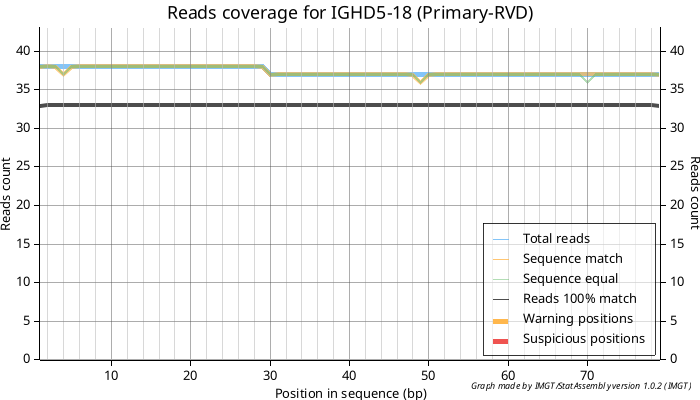 Reads coverage for IGHD5-18 (Primary-RVD)
40
35
30
25
20
15
10
5
0
Reads count
40
35
30
25
20
15
10
5
0
Reads count
Total reads
Sequence match
Sequence equal
Reads 100% match
Warning positions
Suspicious positions
10 20 30 40 50 60 70
Position in sequence (bp)
Graph made by IMGT/StatAssembly version 1.0.2 (IMGT)